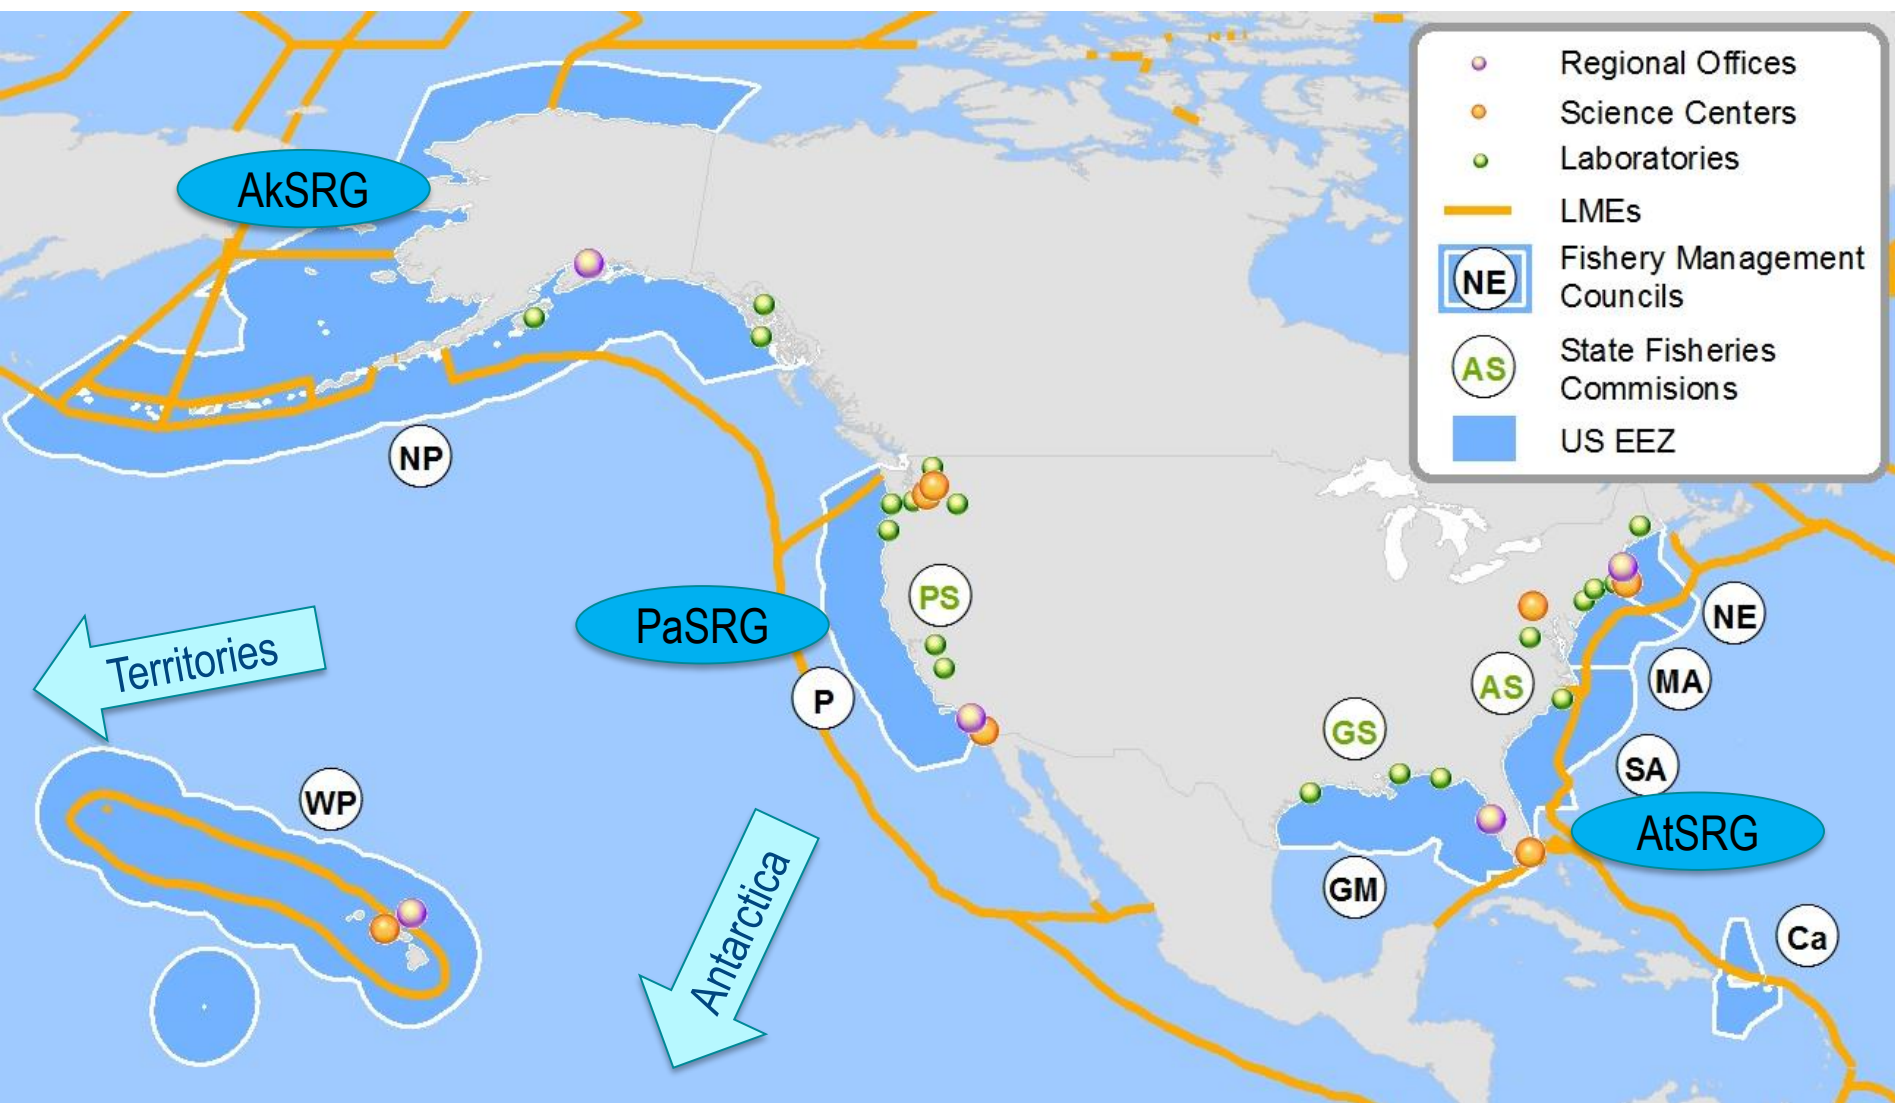 Regional Offices
Science Centers
Laboratories
LMEs
NE
Fishery Management
Councils
AS
State Fisheries
Commisions
US EEZ
AkSRG
NP
PS
PaSRG
P
Territories
WP
Antarctica
NE
MA
AS
GS
SA
AtSRG
GM
Ca